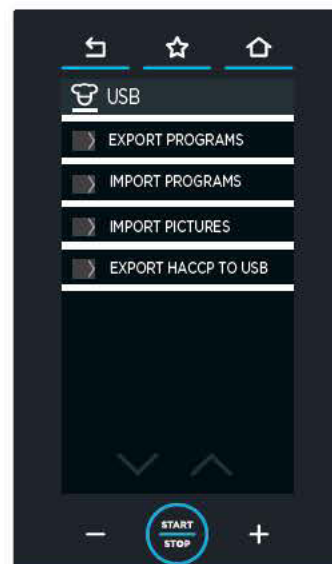 USB
EXPORT PROGRAMS
IMPORT PROGRAMS
IMPORT PICTURES
EXPORT HACCP TO USB
START
STOP